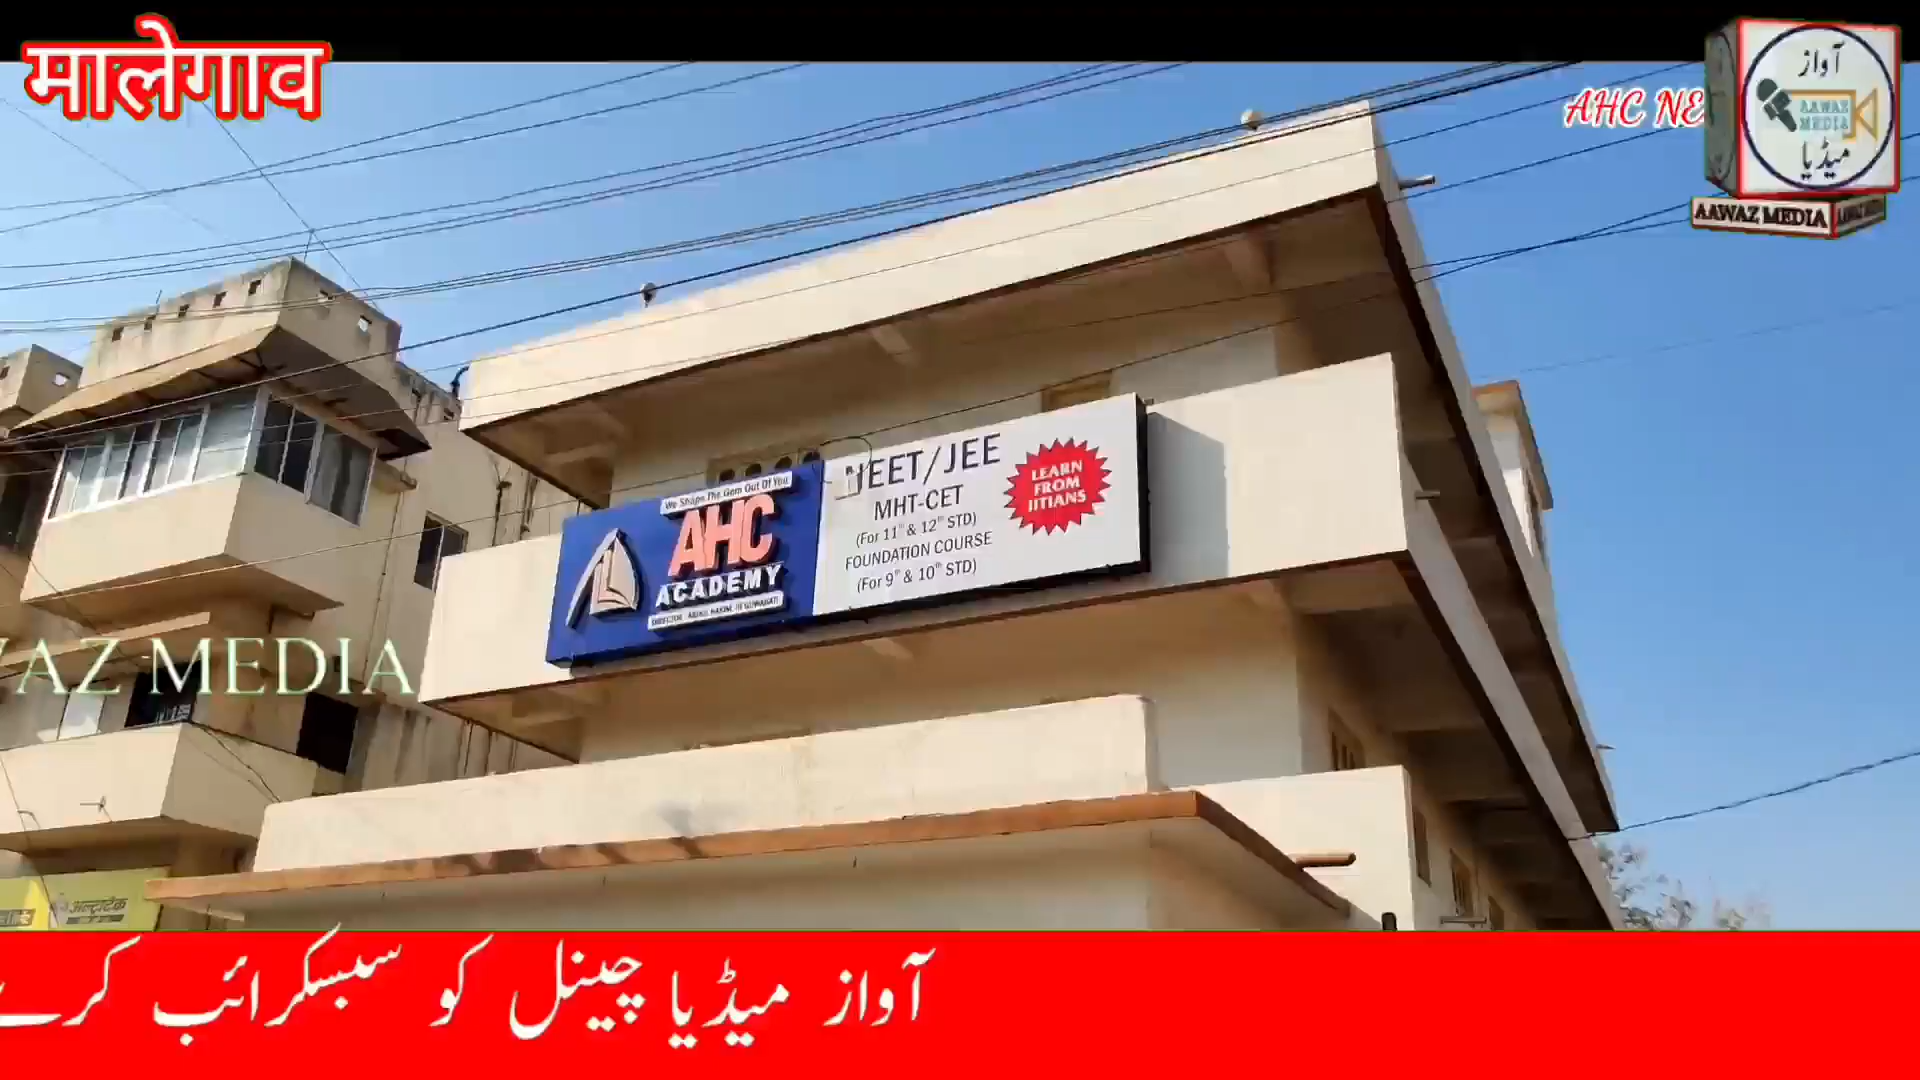 मालेगाव
AHC NE
آواز
AAWAZ
MEDIA
میڈیا
AAWAZ MEDIA
We Shape The Gem Out Of You
AHC
ACADEMY
NEET/JEE
MHT-CET
(For 11th & 12th STD)
FOUNDATION COURSE
(For 9th & 10th STD)
LEARN
FROM
IITIANS
WAZ MEDIA
अल्ट्राटेक
آواز میڈیا چینل کو سبسکرائب کرے